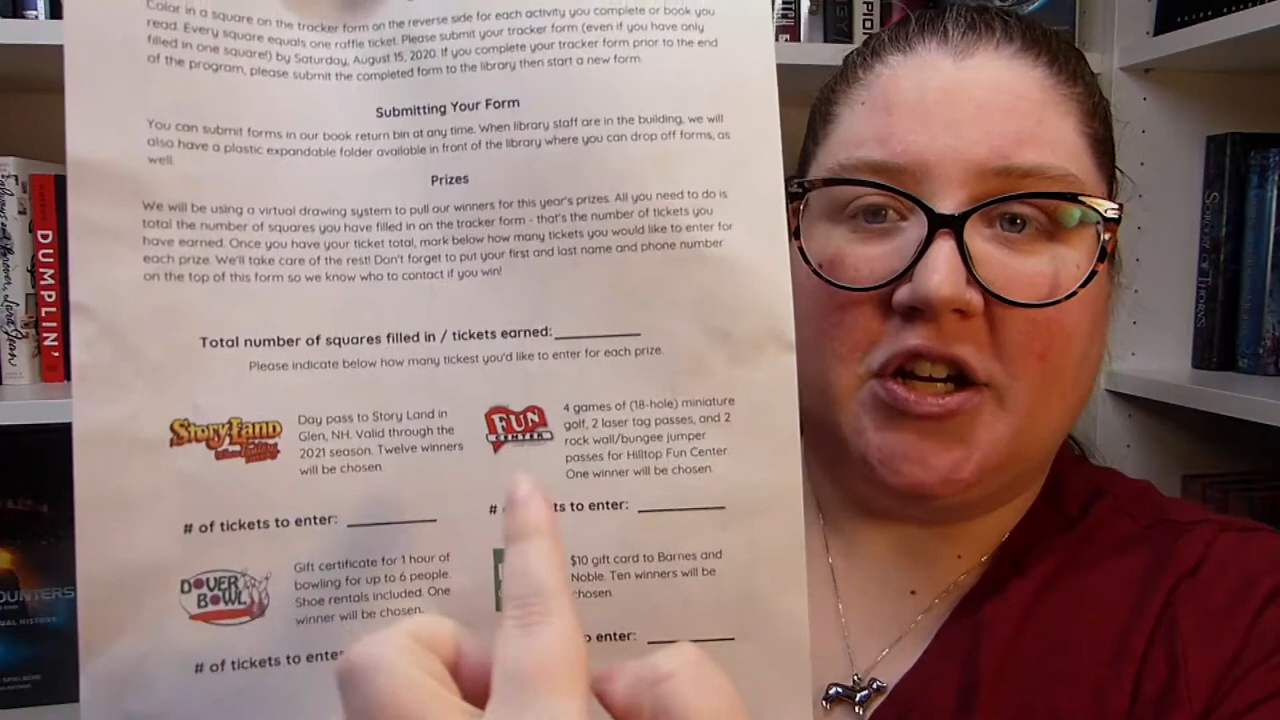 Color in a square on the tracker form on the reverse side for each activity you complete or book you
read. Every square equals one raffle ticket. Please submit your tracker form (even if you have only
filled in one square!) by Saturday, August 15, 2020. If you complete your tracker form prior to the end
of the program, please submit the completed form to the library then start a new form.
Submitting Your Form
You can submit forms in our book return bin at any time. When library staff are in the building, we will
also have a plastic expandable folder available in front of the library where you can drop off forms, as
well.
Prizes
We will be using a virtual drawing system to pull our winners for this year's prizes. All you need to do is
total the number of squares you have filled in on the tracker form - that's the number of tickets you
have earned. Once you have your ticket total, mark below how many tickets you would like to enter for
each prize. We'll take care of the rest! Don't forget to put your first and last name and phone number
on the top of this form so we know who to contact if you win!
Total number of squares filled in / tickets earned:
Please indicate below how many tickest you'd like to enter for each prize.
Story Land
Day pass to Story Land in
Glen, NH. Valid through the
2021 season. Twelve winners
will be chosen.
# of tickets to enter:
FUN
CENTER
4 games of (18-hole) miniature
golf, 2 laser tag passes, and 2
rock wall/bungee jumper
passes for Hilltop Fun Center.
One winner will be chosen.
# ts to enter:
DOVER
BOWL
Gift certificate for 1 hour of
bowling for up to 6 people.
Shoe rentals included. One
winner will be chosen.
# of tickets to enter
$10 gift card to Barnes and
Noble. Ten winners will be
chosen.
o enter:
DUMPLIN'
Always and Forever, Lara Jean
Sorcery of Thorns
OUNTERS